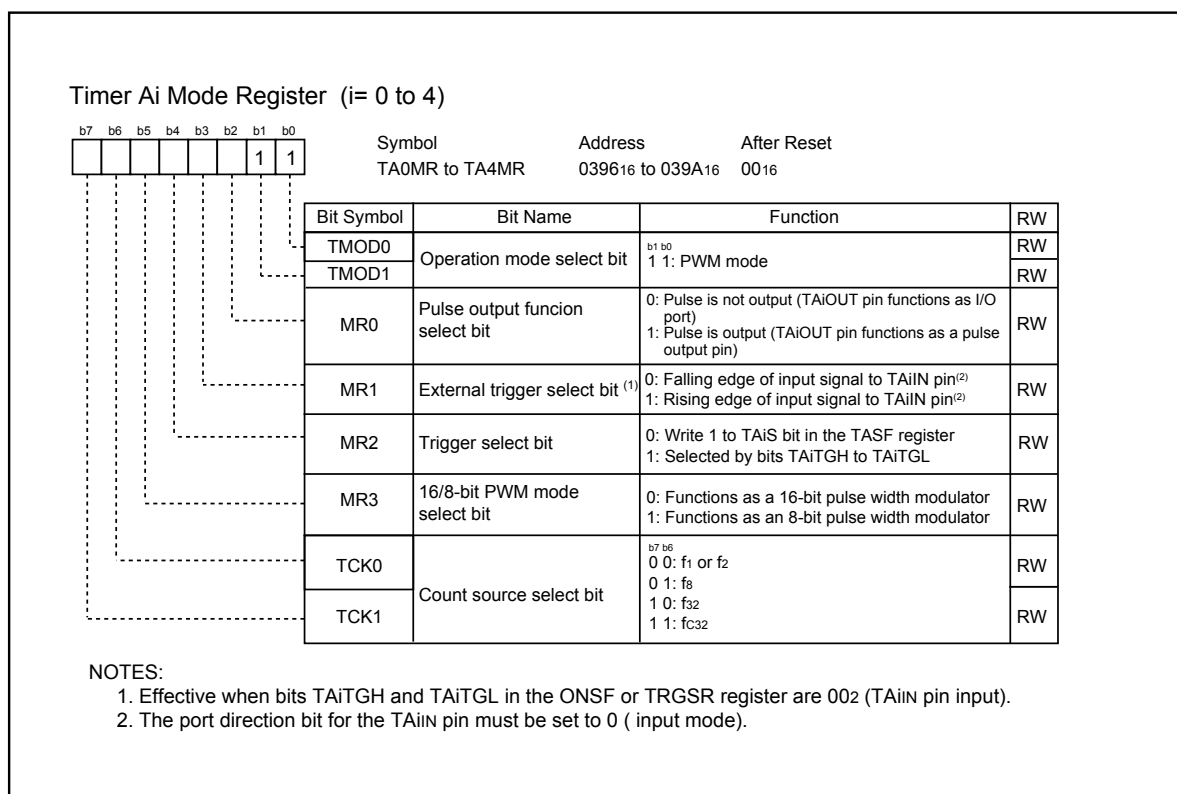 Timer Ai Mode Register (i= 0 to 4)
b7 b6 b5 b4 b3 b2 b1 b0
1 1
Symbol Address After Reset
TA0MR to TA4MR 039616 to 039A16 0016
Bit Symbol Bit Name Function RW
TMOD0 RW
Operation mode select bit
b1 b0
1 1: PWM mode
TMOD1 RW
MR0
Pulse output funcion
select bit
0: Pulse is not output (TAiOUT pin functions as I/O
port)
1: Pulse is output (TAiOUT pin functions as a pulse
output pin)
RW
MR1 External trigger select bit (1)
0: Falling edge of input signal to TAiIN pin(2)
1: Rising edge of input signal to TAiIN pin(2)
RW
MR2 Trigger select bit
0: Write 1 to TAiS bit in the TASF register
1: Selected by bits TAiTGH to TAiTGL
RW
MR3
16/8-bit PWM mode
select bit
0: Functions as a 16-bit pulse width modulator
1: Functions as an 8-bit pulse width modulator
RW
TCK0
Count source select bit
b7 b6
0 0: f1 or f2
0 1: f8
1 0: f32
1 1: fC32
RW
TCK1 RW
NOTES:
1. Effective when bits TAiTGH and TAiTGL in the ONSF or TRGSR register are 002 (TAiIN pin input).
2. The port direction bit for the TAiIN pin must be set to 0 ( input mode).